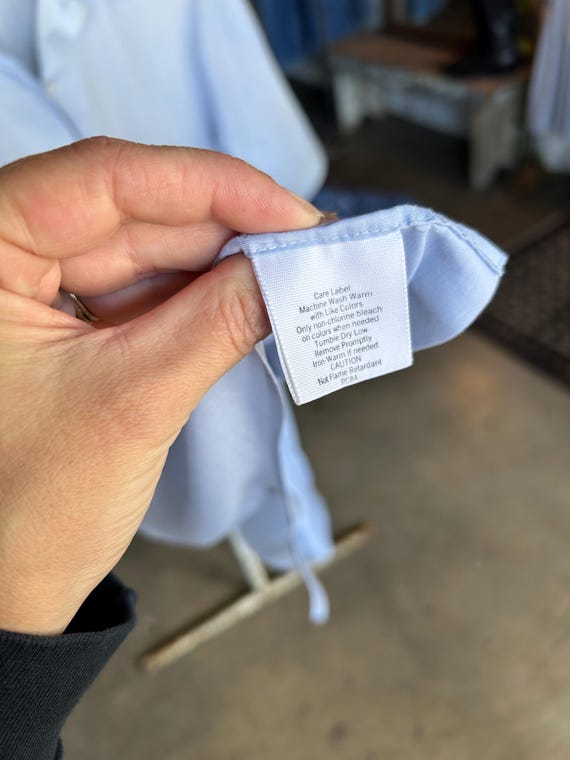 Care Label
Machine Wash Warm
with Like Colors
Only non-chlorine bleach
on colors when needed
Tumble Dry Low
Remove Promptly
Iron-Warm if needed
CAUTION
Not Flame Retardant